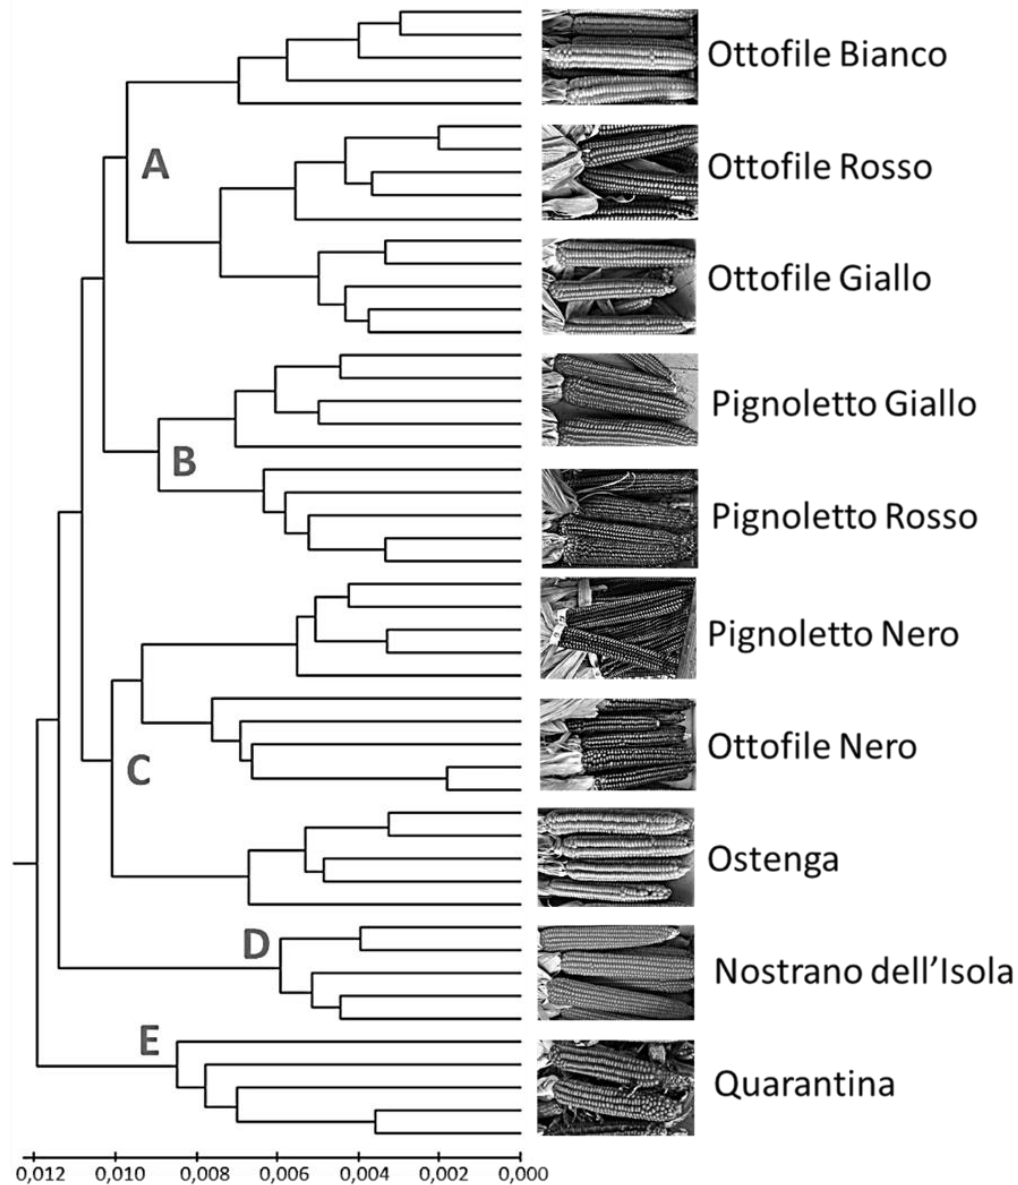 Ottofile Bianco
A
Ottofile Rosso
Ottofile Giallo
Pignoletto Giallo
B
Pignoletto Rosso
Pignoletto Nero
Ottofile Nero
C
Ostenga
D
Nostrano dell’Isola
E
Quarantina
0,012 0,010 0,008 0,006 0,004 0,002 0,000